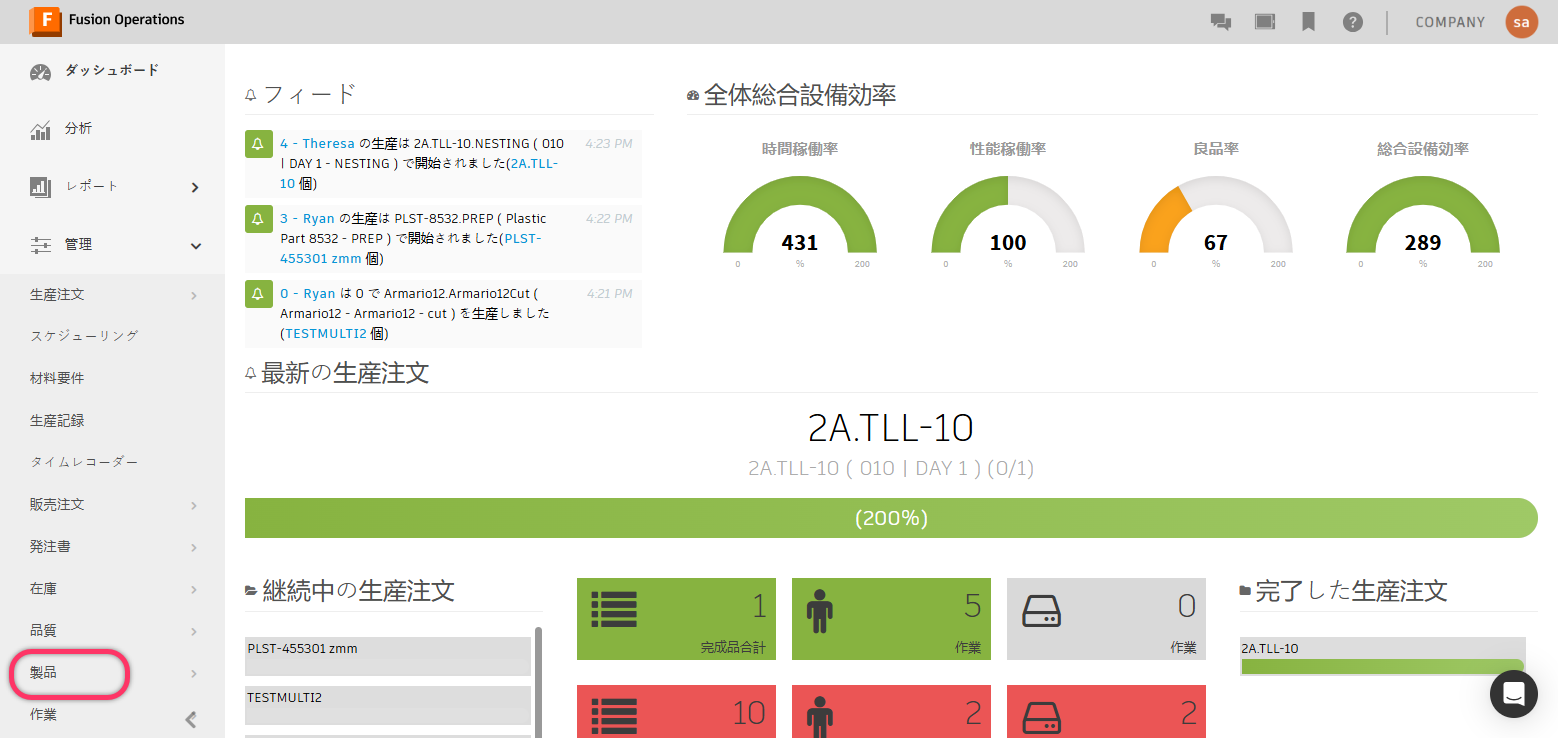 F Fusion Operations
COMPANY
sa
ダッシュボード
分析
レポート
管理
生産注文
スケジューリング
材料要件
生産記録
タイムレコーダー
販売注文
発注書
在庫
品質
製品
作業
フィード
4 - Theresa の生産は 2A.TLL-10.NESTING ( 010
4:23 PM
| DAY 1 - NESTING ) で開始されました(2A.TLL-
10 個)
3 - Ryan の生産は PLST-8532.PREP ( Plastic
4:22 PM
Part 8532 - PREP ) で開始されました(PLST-
455301 zmm 個)
0 - Ryan は 0 で Armario12.Armario12Cut (
4:21 PM
Armario12 - Armario12 - cut ) を生産しました
(TESTMULTI2 個)
全体総合設備効率
時間稼働率
431
0 % 200
性能稼働率
100
0 % 200
良品率
67
0 % 200
総合設備効率
289
0 % 200
最新の生産注文
2A.TLL-10
2A.TLL-10 ( 010 | DAY 1 ) (0/1)
(200%)
継続中の生産注文
PLST-455301 zmm
TESTMULTI2
1
完成品合計
5
作業
0
作業
10
2
2
完了した生産注文
2A.TLL-10